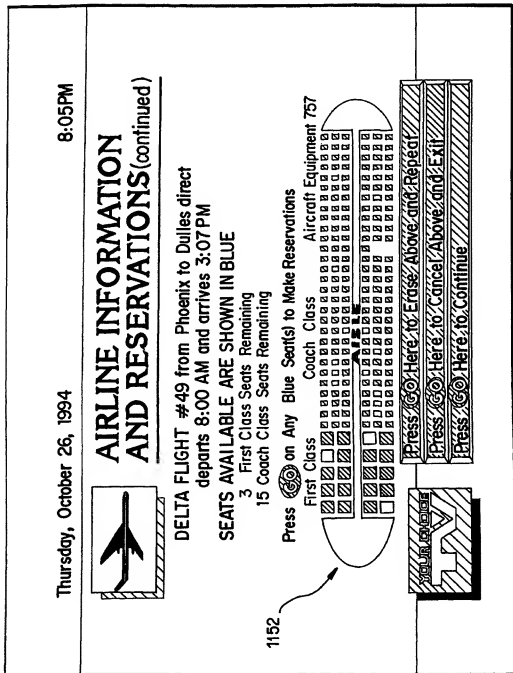 Thursday, October 26, 1994 8:05PM
AIRLINE INFORMATION
AND RESERVATIONS (continued)
DELTA FLIGHT #49 from Phoenix to Dulles direct
departs 8:00 AM and arrives 3:07 PM
SEATS AVAILABLE ARE SHOWN IN BLUE
3 First Class Seats Remaining
15 Coach Class Seats Remaining
Press GO on Any Blue Seat(s) to Make Reservations
First Class Coach Class Aircraft Equipment 757
AISLE
1152
YOUR CHOICE
TV
Press GO Here to Erase Above and Repeat
Press GO Here to Cancel Above and Exit
Press GO Here to Continue